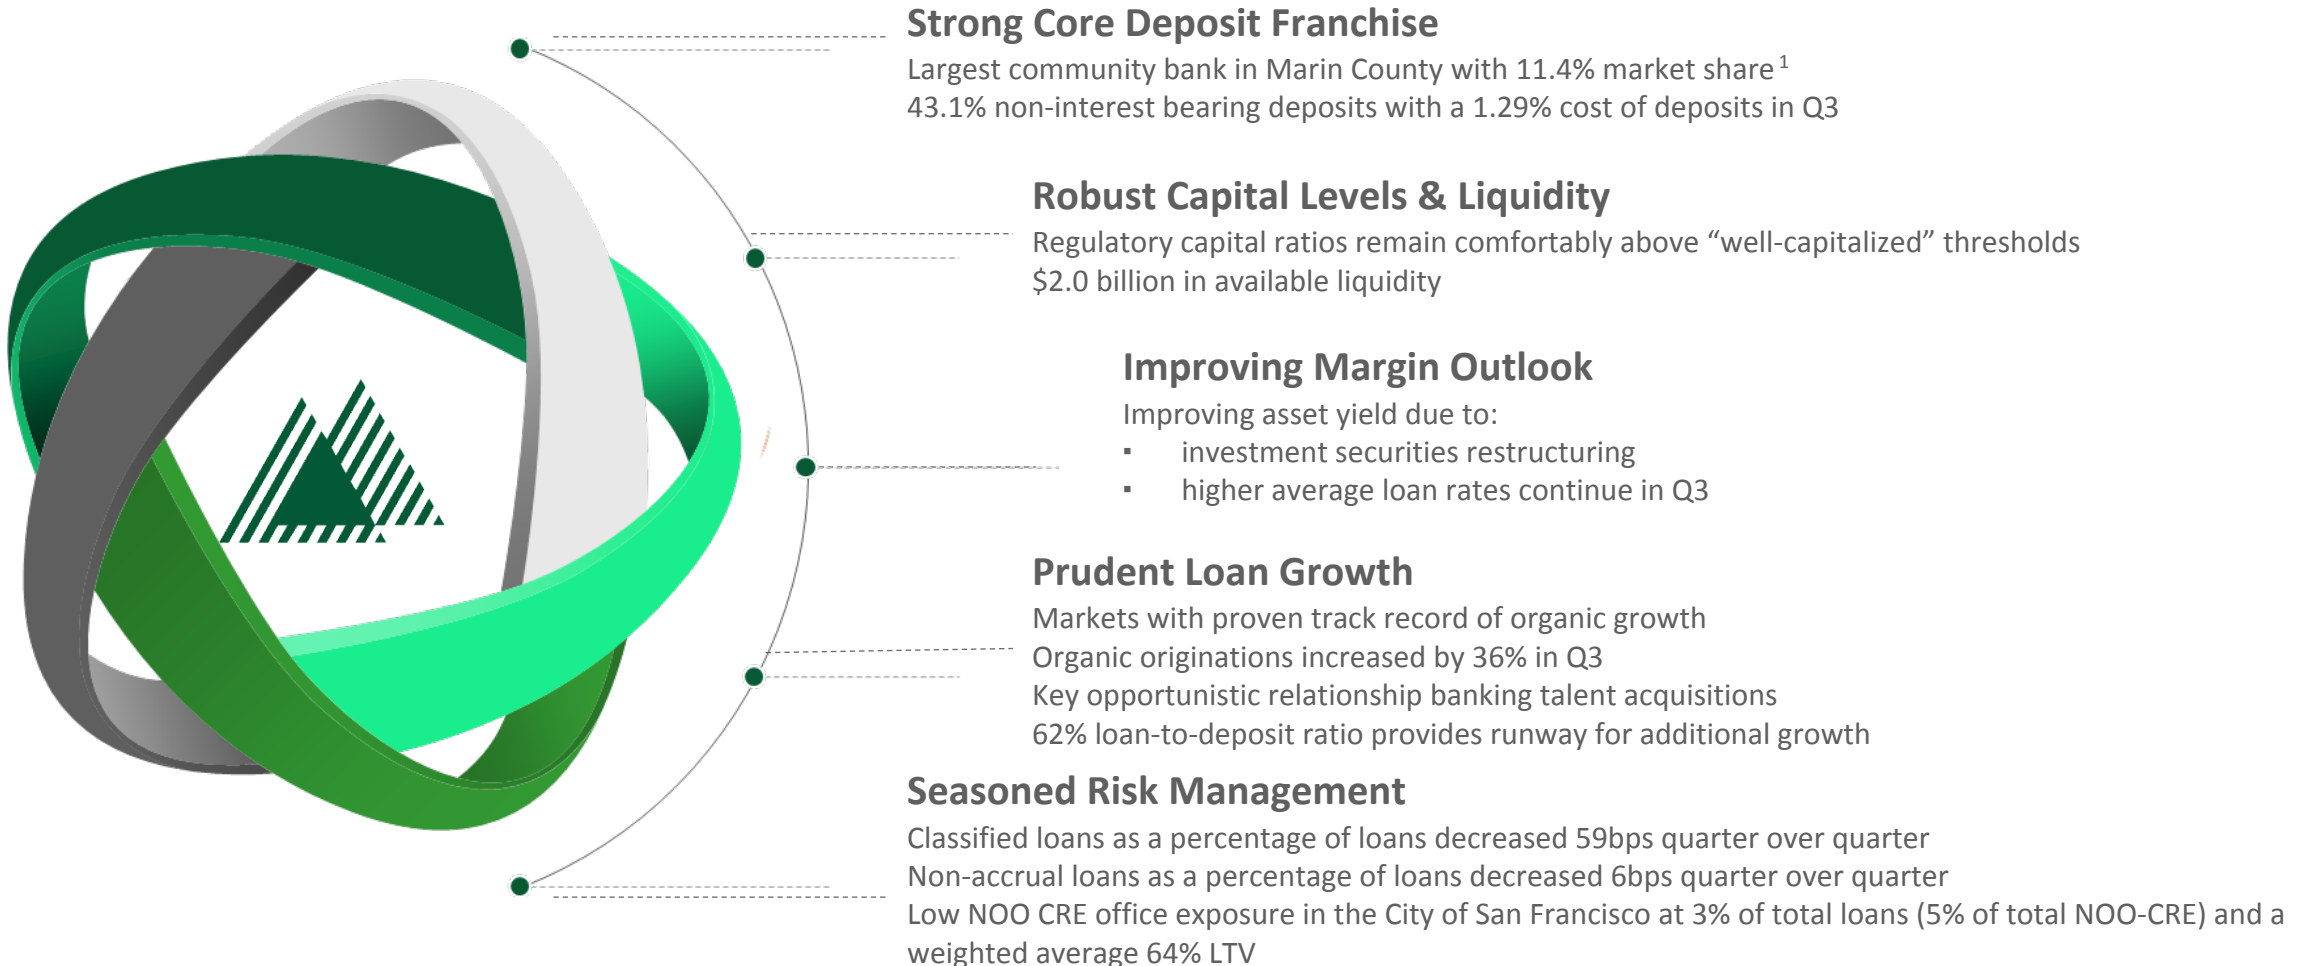 Strong Core Deposit Franchise
Largest community bank in Marin County with 11.4% market share 1
43.1% non-interest bearing deposits with a 1.29% cost of deposits in Q3
Robust Capital Levels & Liquidity
Regulatory capital ratios remain comfortably above “well-capitalized” thresholds
$2.0 billion in available liquidity
Improving Margin Outlook
Improving asset yield due to:
▪ investment securities restructuring
▪ higher average loan rates continue in Q3
Prudent Loan Growth
Markets with proven track record of organic growth
Organic originations increased by 36% in Q3
Key opportunistic relationship banking talent acquisitions
62% loan-to-deposit ratio provides runway for additional growth
Seasoned Risk Management
Classified loans as a percentage of loans decreased 59bps quarter over quarter
Non-accrual loans as a percentage of loans decreased 6bps quarter over quarter
Low NOO CRE office exposure in the City of San Francisco at 3% of total loans (5% of total NOO-CRE) and a
weighted average 64% LTV